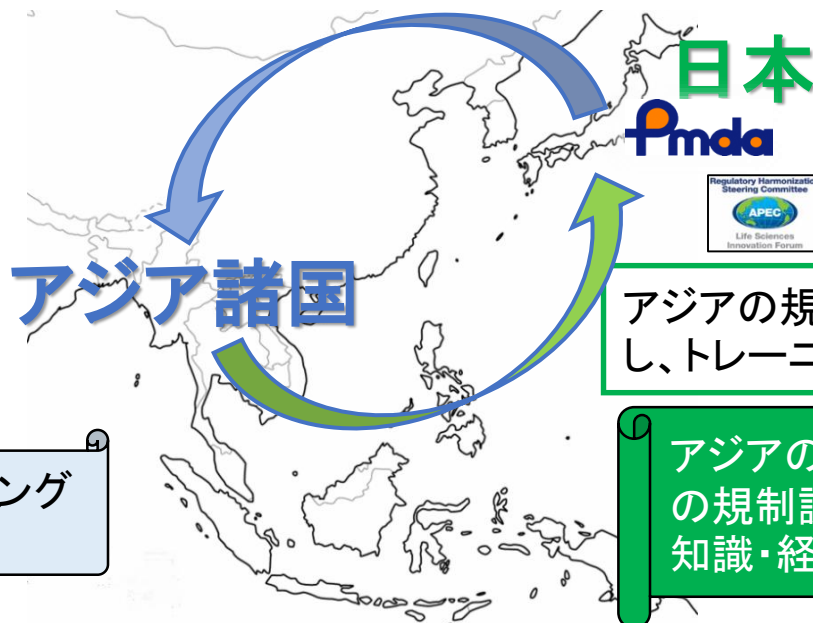 日本
Pmda
Regulatory Harmonizatio
Steering Committee
APEC
Life Sciences
Innovation Forum
アジア諸国
アジアの規
し、トレーニ
ング
アジアの
の規制
知識・経